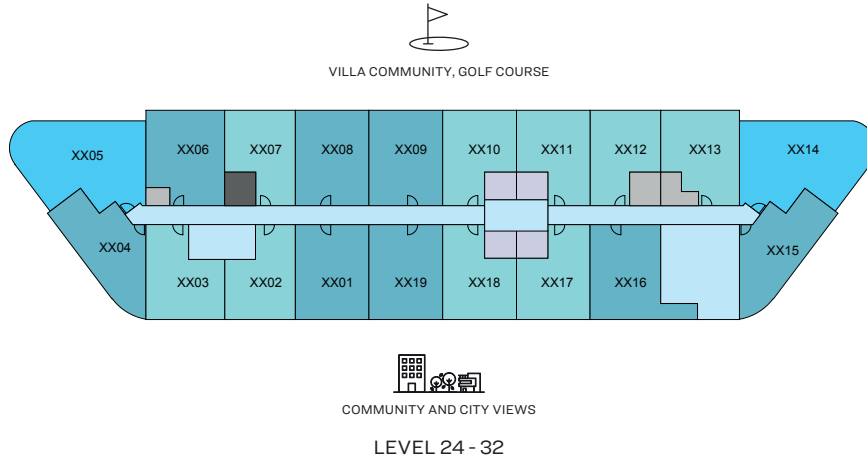 VILLA COMMUNITY, GOLF COURSE
XX05
XX06
XX07
XX08
XX09
XX10
XX11
XX12
XX13
XX14
XX04
XX03
XX02
XX01
XX19
XX18
XX17
XX16
XX15
COMMUNITY AND CITY VIEWS
LEVEL 24 - 32